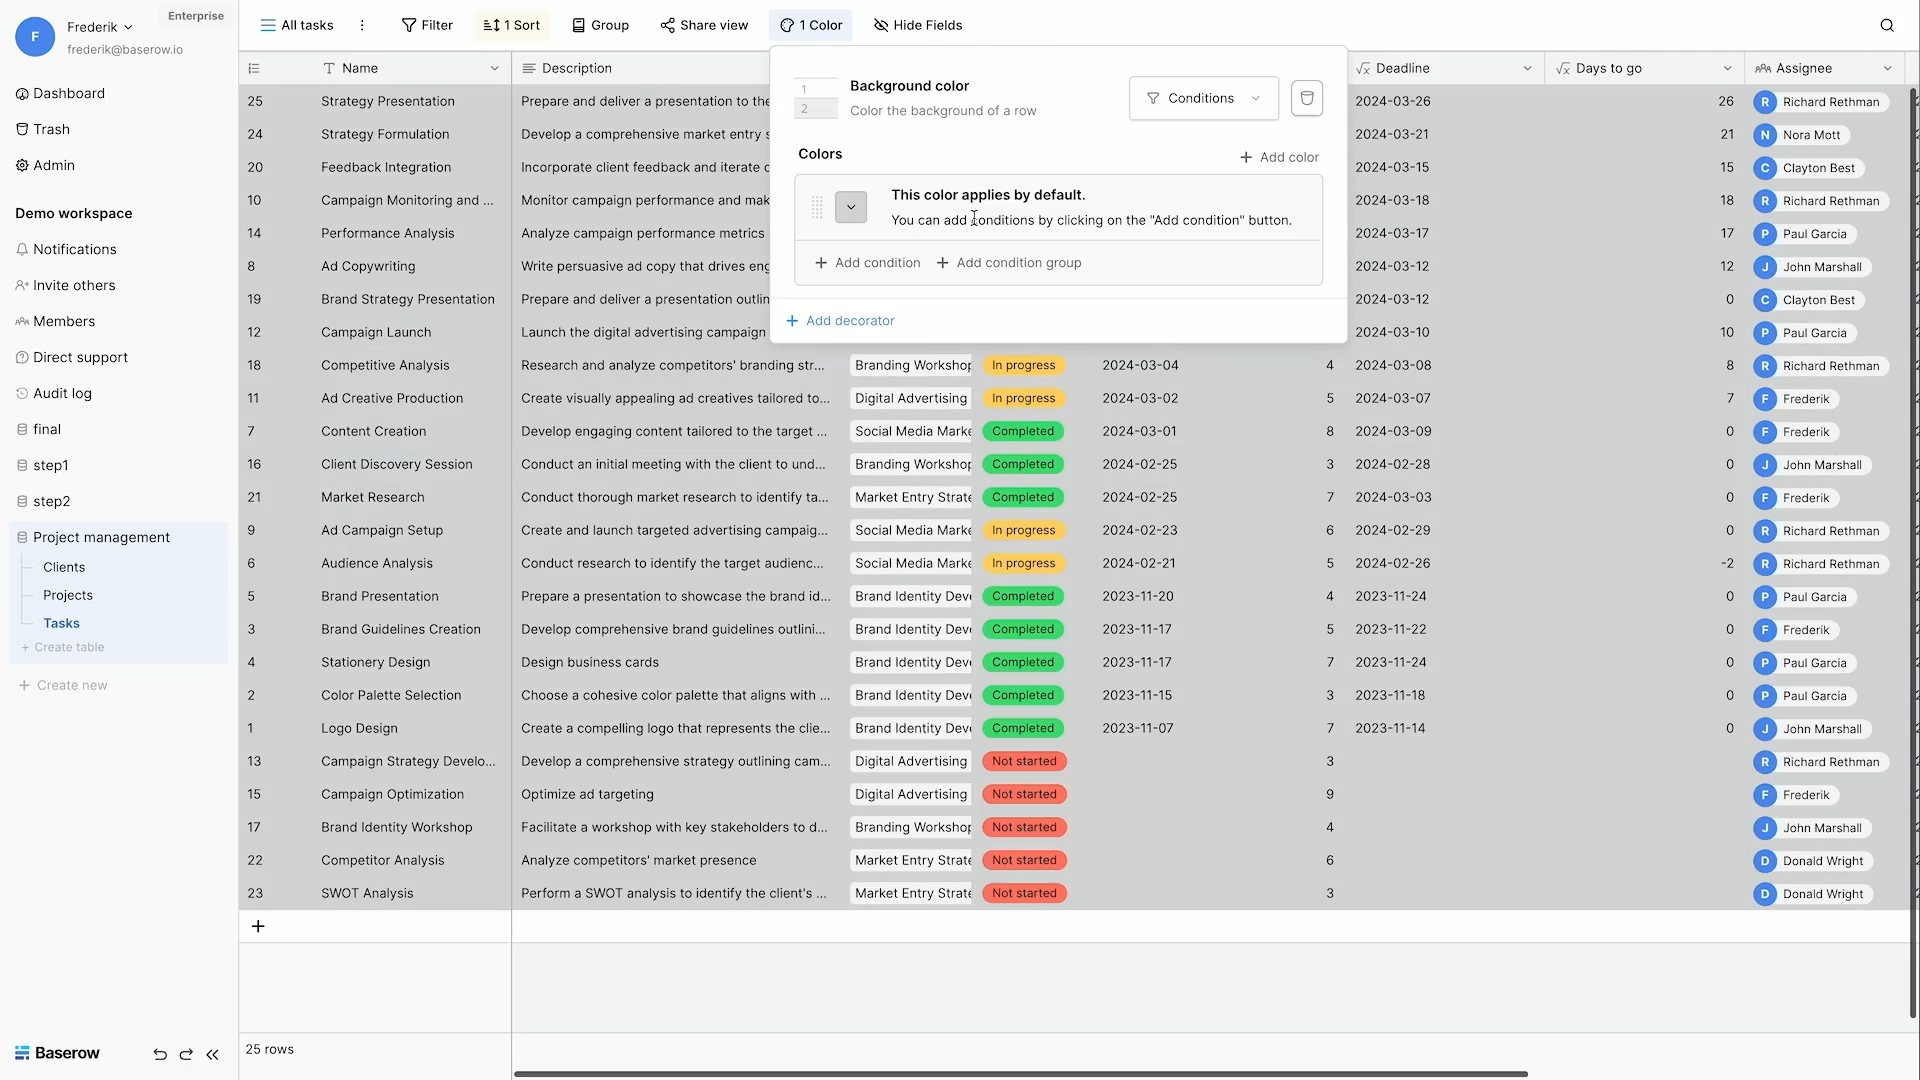 F
Frederik
Enterprise
frederik@baserow.io
Dashboard
Trash
Admin
Demo workspace
Notifications
Invite others
Members
Direct support
Audit log
final
step1
step2
Project management
Clients
Projects
Tasks
+ Create table
+ Create new
Baserow
All tasks
Filter
1 Sort
Group
Share view
1 Color
Hide Fields
Name
Description
Deadline
Days to go
Assignee
Background color
Color the background of a row
1
2
Conditions
Colors
+ Add color
This color applies by default.
You can add conditions by clicking on the "Add condition" button.
+ Add condition
+ Add condition group
+ Add decorator
25 Strategy Presentation Prepare and deliver a presentation to the 2024-03-26 26 R Richard Rethman
24 Strategy Formulation Develop a comprehensive market entry s 2024-03-21 21 N Nora Mott
20 Feedback Integration Incorporate client feedback and iterate c 2024-03-15 15 C Clayton Best
10 Campaign Monitoring and ... Monitor campaign performance and mak 2024-03-18 18 R Richard Rethman
14 Performance Analysis Analyze campaign performance metrics 2024-03-17 17 P Paul Garcia
8 Ad Copywriting Write persuasive ad copy that drives eng 2024-03-12 12 J John Marshall
19 Brand Strategy Presentation Prepare and deliver a presentation outlin 2024-03-12 0 C Clayton Best
12 Campaign Launch Launch the digital advertising campaign 2024-03-10 10 P Paul Garcia
18 Competitive Analysis Research and analyze competitors' branding str... Branding Workshop In progress 2024-03-04 4 2024-03-08 8 R Richard Rethman
11 Ad Creative Production Create visually appealing ad creatives tailored to... Digital Advertising In progress 2024-03-02 5 2024-03-07 7 F Frederik
7 Content Creation Develop engaging content tailored to the target ... Social Media Marke Completed 2024-03-01 8 2024-03-09 0 F Frederik
16 Client Discovery Session Conduct an initial meeting with the client to und... Branding Workshop Completed 2024-02-25 3 2024-02-28 0 J John Marshall
21 Market Research Conduct thorough market research to identify ta... Market Entry Strate Completed 2024-02-25 7 2024-03-03 0 F Frederik
9 Ad Campaign Setup Create and launch targeted advertising campaig... Social Media Marke In progress 2024-02-23 6 2024-02-29 0 R Richard Rethman
6 Audience Analysis Conduct research to identify the target audienc... Social Media Marke In progress 2024-02-21 5 2024-02-26 -2 R Richard Rethman
5 Brand Presentation Prepare a presentation to showcase the brand id... Brand Identity Deve Completed 2023-11-20 4 2023-11-24 0 P Paul Garcia
3 Brand Guidelines Creation Develop comprehensive brand guidelines outlini... Brand Identity Deve Completed 2023-11-17 5 2023-11-22 0 F Frederik
4 Stationery Design Design business cards Brand Identity Deve Completed 2023-11-17 7 2023-11-24 0 P Paul Garcia
2 Color Palette Selection Choose a cohesive color palette that aligns with ... Brand Identity Deve Completed 2023-11-15 3 2023-11-18 0 P Paul Garcia
1 Logo Design Create a compelling logo that represents the clie... Brand Identity Deve Completed 2023-11-07 7 2023-11-14 0 J John Marshall
13 Campaign Strategy Develo... Develop a comprehensive strategy outlining cam... Digital Advertising Not started 3 R Richard Rethman
15 Campaign Optimization Optimize ad targeting Digital Advertising Not started 9 F Frederik
17 Brand Identity Workshop Facilitate a workshop with key stakeholders to d... Branding Workshop Not started 4 J John Marshall
22 Competitor Analysis Analyze competitors' market presence Market Entry Strate Not started 6 D Donald Wright
23 SWOT Analysis Perform a SWOT analysis to identify the client's ... Market Entry Strate Not started 3 D Donald Wright
+
25 rows